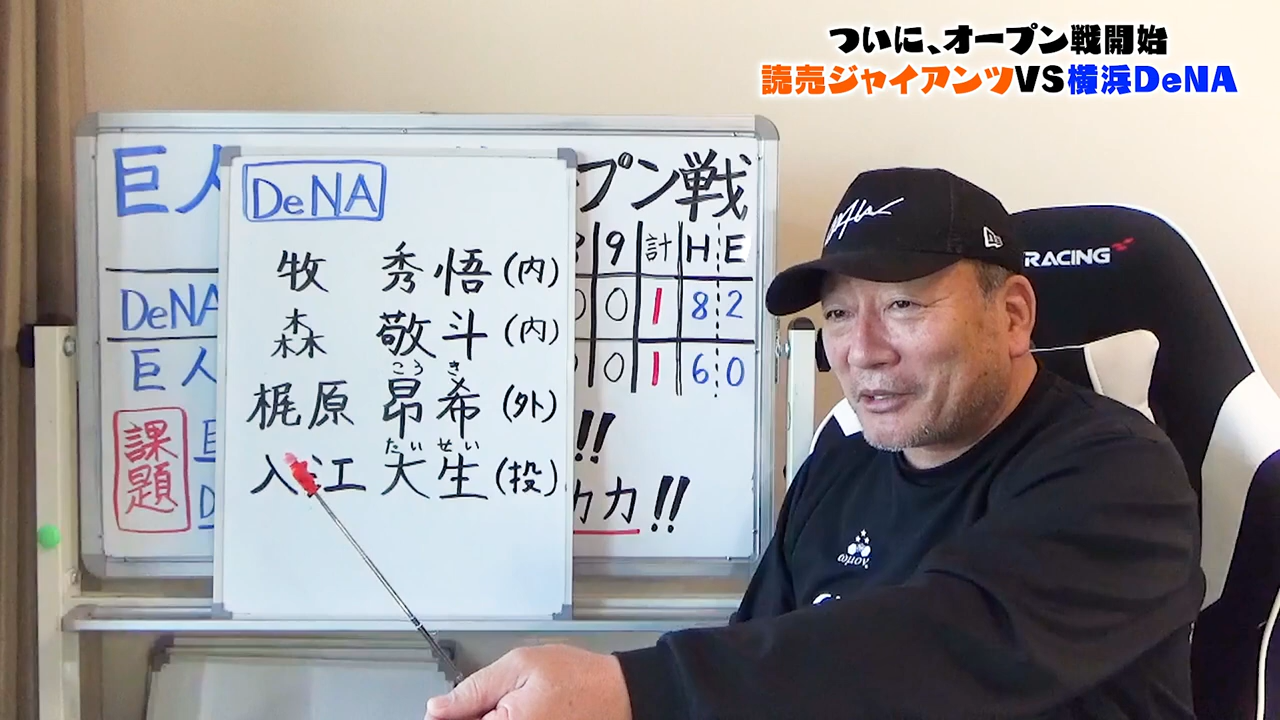 ついに、オープン戦開始
読売ジャイアンツVS横浜DeNA
巨人
プン戦
9 計 H E
DeNA
0 0 1 8 2
巨人
0 0 1 6 0
課題
!!
力!!
DeNA
牧 秀悟(内)
森 敬斗(内)
こう き
梶原 昂希(外)
たい せい
入江 大生(投)
RACING